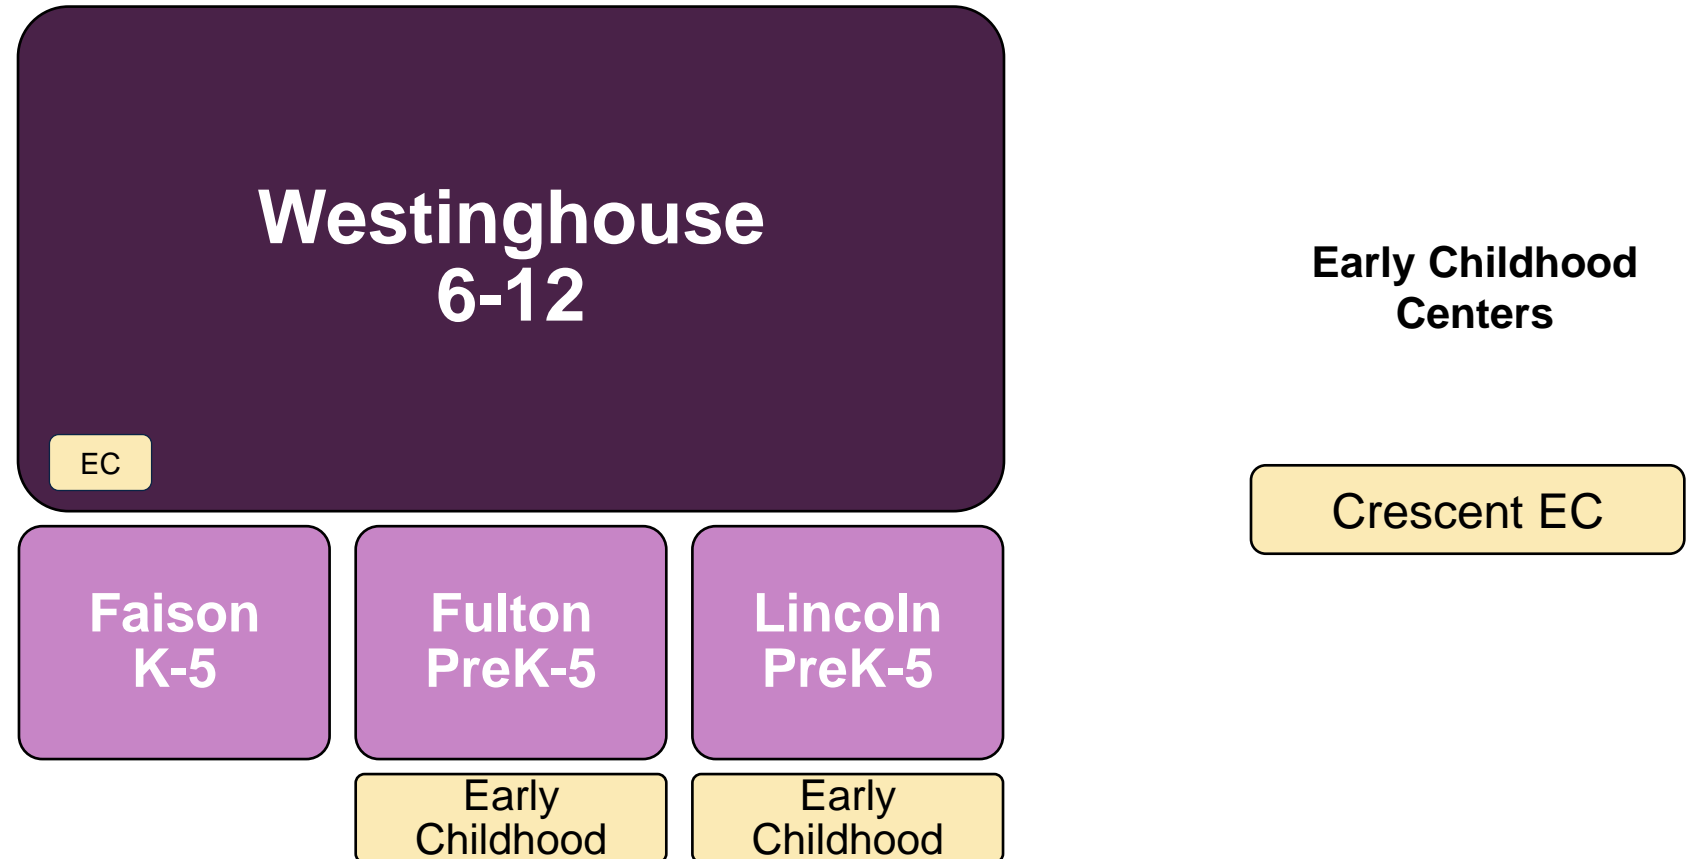 Westinghouse
6-12
EC
Faison
K-5
Fulton
PreK-5
Lincoln
PreK-5
Early
Childhood
Early
Childhood
Early Childhood
Centers
Crescent EC